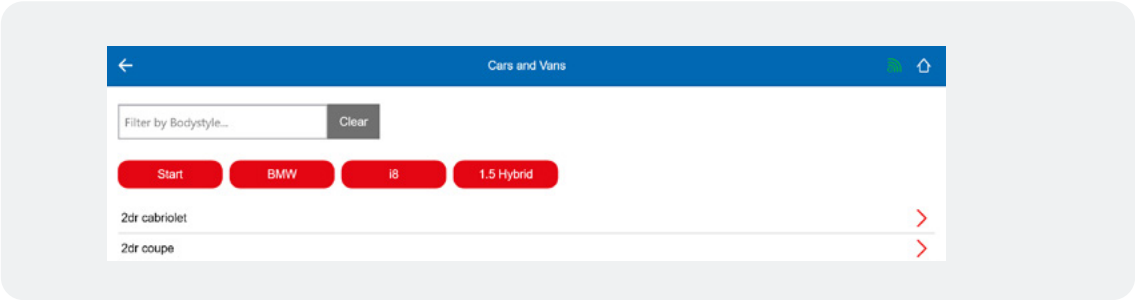 Cars and Vans
Filter by Bodystyle... Clear
Start BMW i8 1.5 Hybrid
2dr cabriolet
2dr coupe